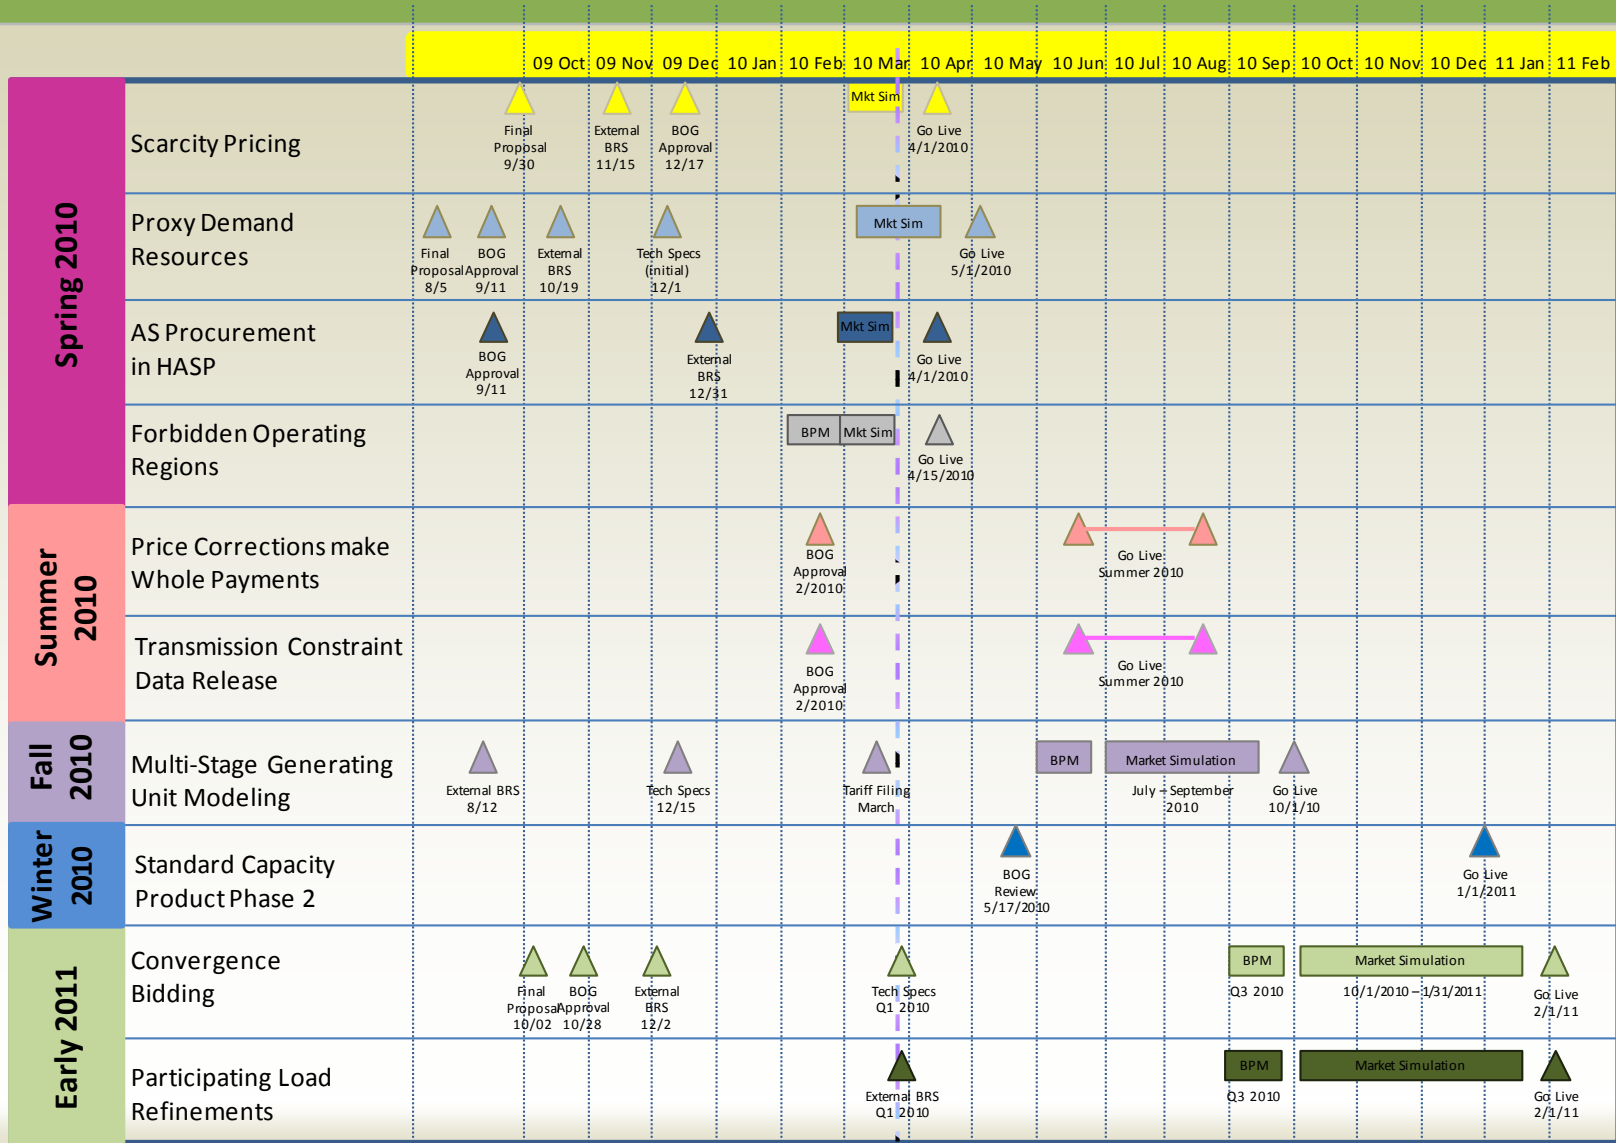 09 Oct 09 Nov 09 Dec 10 Jan 10 Feb 10 Mar 10 Apr 10 May 10 Jun 10 Jul 10 Aug 10 Sep 10 Oct 10 Nov 10 Dec 11 Jan 11 Feb
Spring 2010
Scarcity Pricing
Final
Proposal
9/30
External
BRS
11/15
BOG
Approval
12/17
Mkt Sim
Go Live
4/1/2010
Proxy Demand
Resources
Final
Proposal
8/5
BOG
Approval
9/11
External
BRS
10/19
Tech Specs
(initial)
12/1
Mkt Sim
Go Live
5/1/2010
AS Procurement
in HASP
BOG
Approval
9/11
External
BRS
12/31
Mkt Sim
Go Live
4/1/2010
Forbidden Operating
Regions
BPM
Mkt Sim
Go Live
4/15/2010
Summer
2010
Price Corrections make
Whole Payments
BOG
Approval
2/2010
Go Live
Summer 2010
Transmission Constraint
Data Release
BOG
Approval
2/2010
Go Live
Summer 2010
Fall
2010
Multi-Stage Generating
Unit Modeling
External BRS
8/12
Tech Specs
12/15
Tariff Filing
March
BPM
Market Simulation
July – September
2010
Go Live
10/1/10
Winter
2010
Standard Capacity
Product Phase 2
BOG
Review
5/17/2010
Go Live
1/1/2011
Early 2011
Convergence
Bidding
Final
Proposal
10/02
BOG
Approval
10/28
External
BRS
12/2
Tech Specs
Q1 2010
BPM
Q3 2010
Market Simulation
10/1/2010 – 1/31/2011
Go Live
2/1/11
Participating Load
Refinements
External BRS
Q1 2010
BPM
Q3 2010
Market Simulation
Go Live
2/1/11